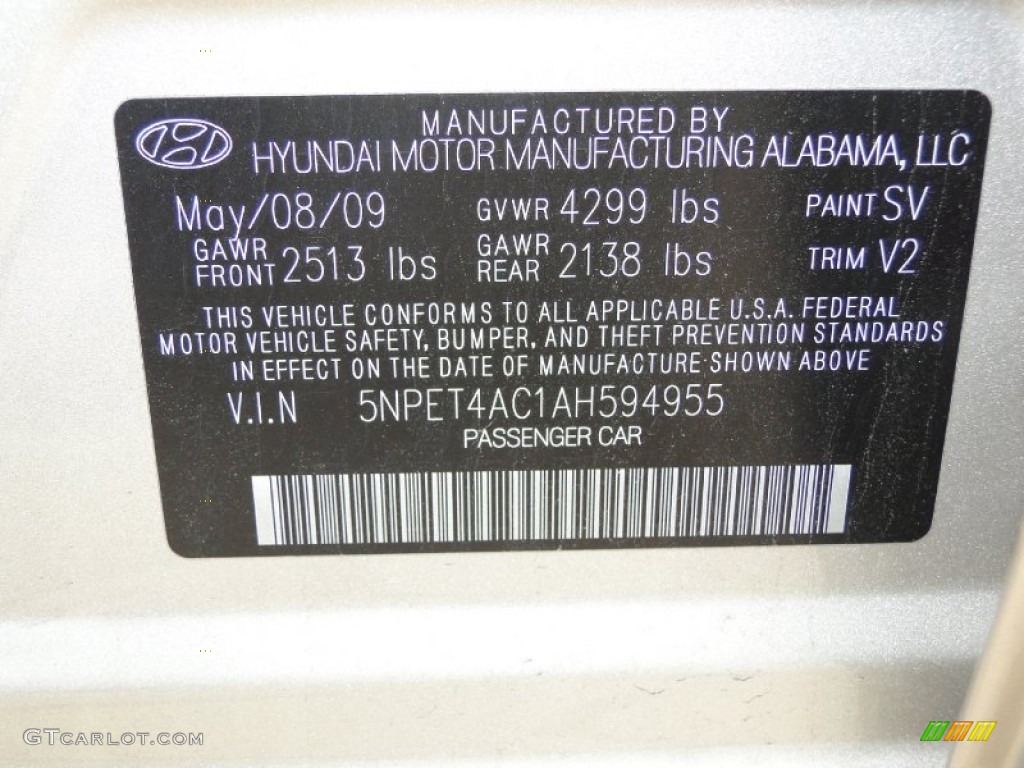 MANUFACTURED BY
HYUNDAI MOTOR MANUFACTURING ALABAMA, LLC
May/08/09 GVWR 4299 lbs PAINT SV
GAWR FRONT 2513 lbs GAWR REAR 2138 lbs TRIM V2
THIS VEHICLE CONFORMS TO ALL APPLICABLE U.S.A. FEDERAL
MOTOR VEHICLE SAFETY, BUMPER, AND THEFT PREVENTION STANDARDS
IN EFFECT ON THE DATE OF MANUFACTURE SHOWN ABOVE
V.I.N 5NPET4AC1AH594955
PASSENGER CAR
GTCARLOT.COM